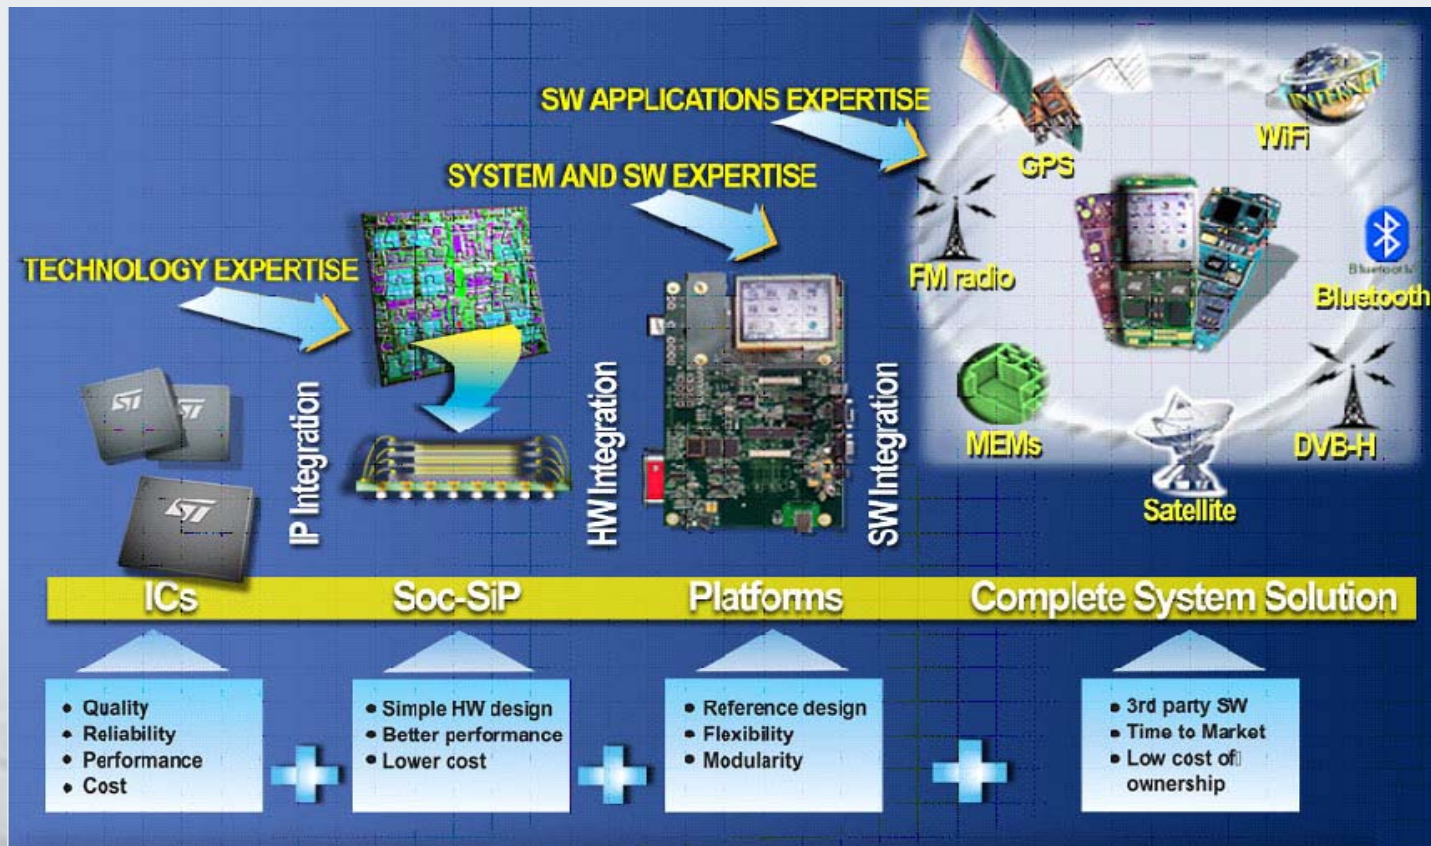 SW APPLICATIONS EXPERTISE
SYSTEM AND SW EXPERTISE
TECHNOLOGY EXPERTISE
GPS
INTERNET
WiFi
FM radio
Bluetooth
Bluetooth
MEMs
DVB-H
Satellite
ST
ST
ST
IP Integration
HW Integration
SW Integration
ICs
Soc-SiP
Platforms
Complete System Solution
• Quality
• Reliability
• Performance
• Cost
• Simple HW design
• Better performance
• Lower cost
• Reference design
• Flexibility
• Modularity
• 3rd party SW
• Time to Market
• Low cost of
ownership